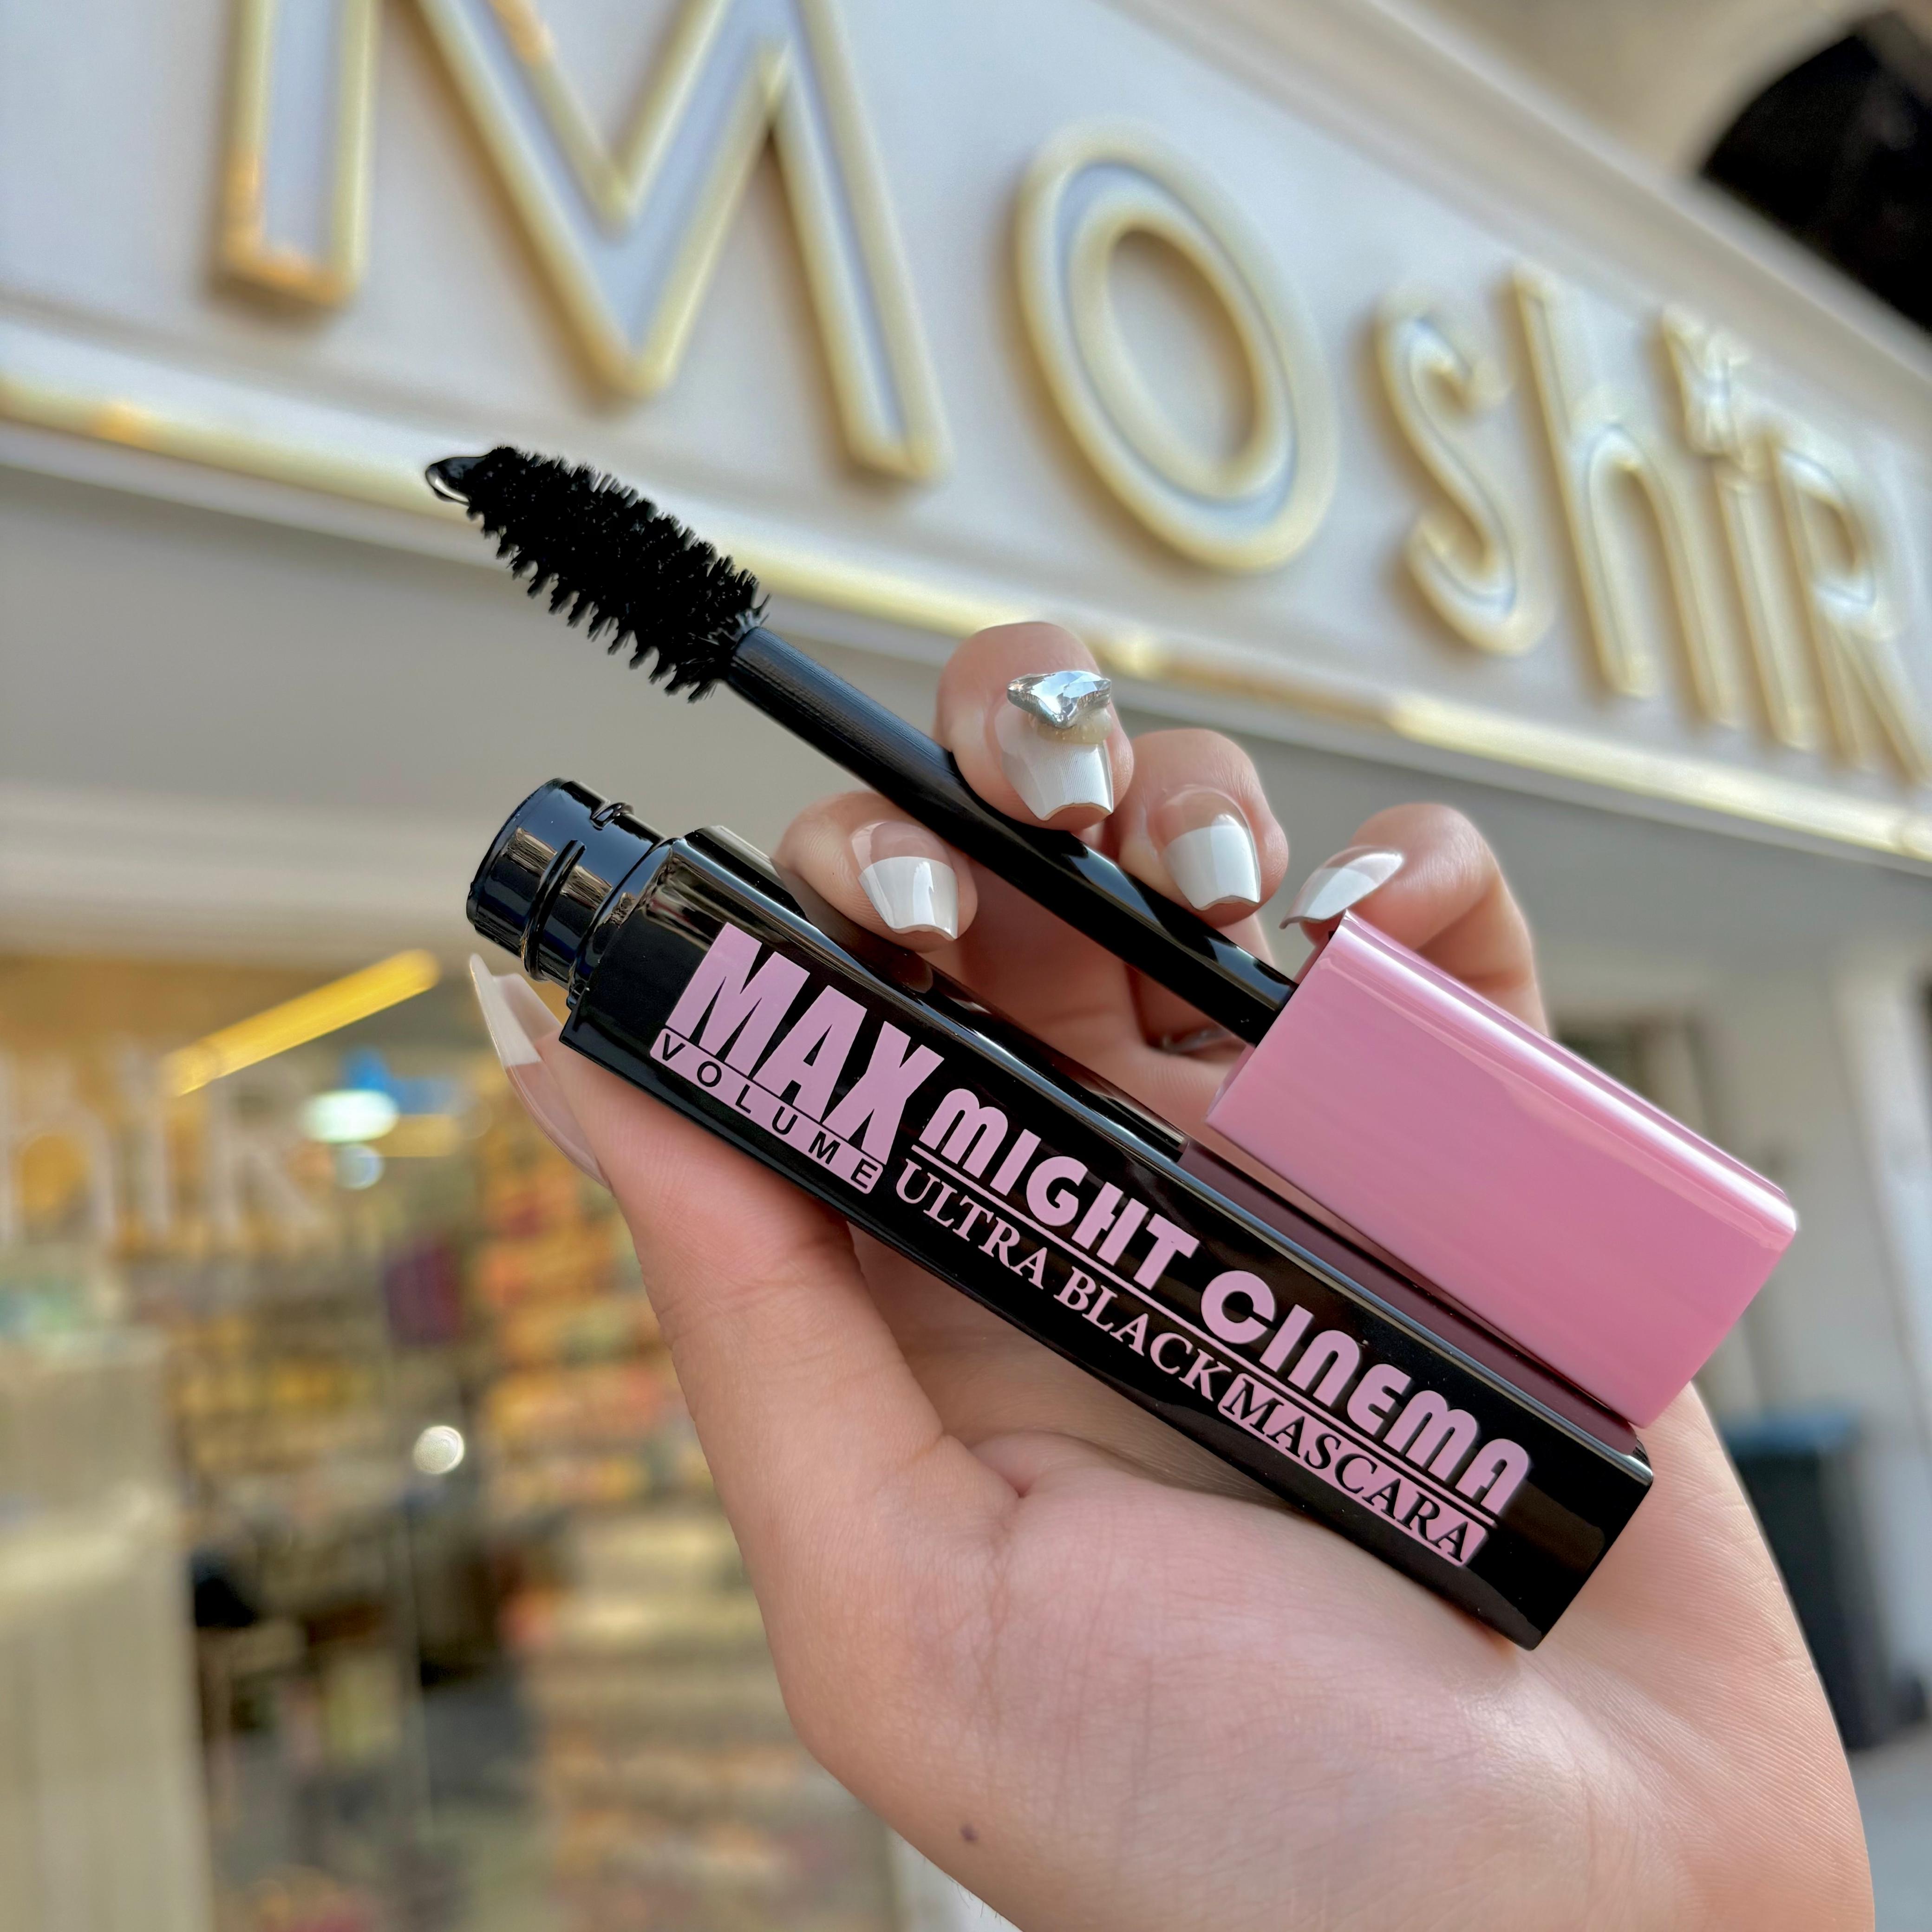 MoshiR
MAX
VOLUME
MIGHT CINEMA
ULTRA BLACK MASCARA